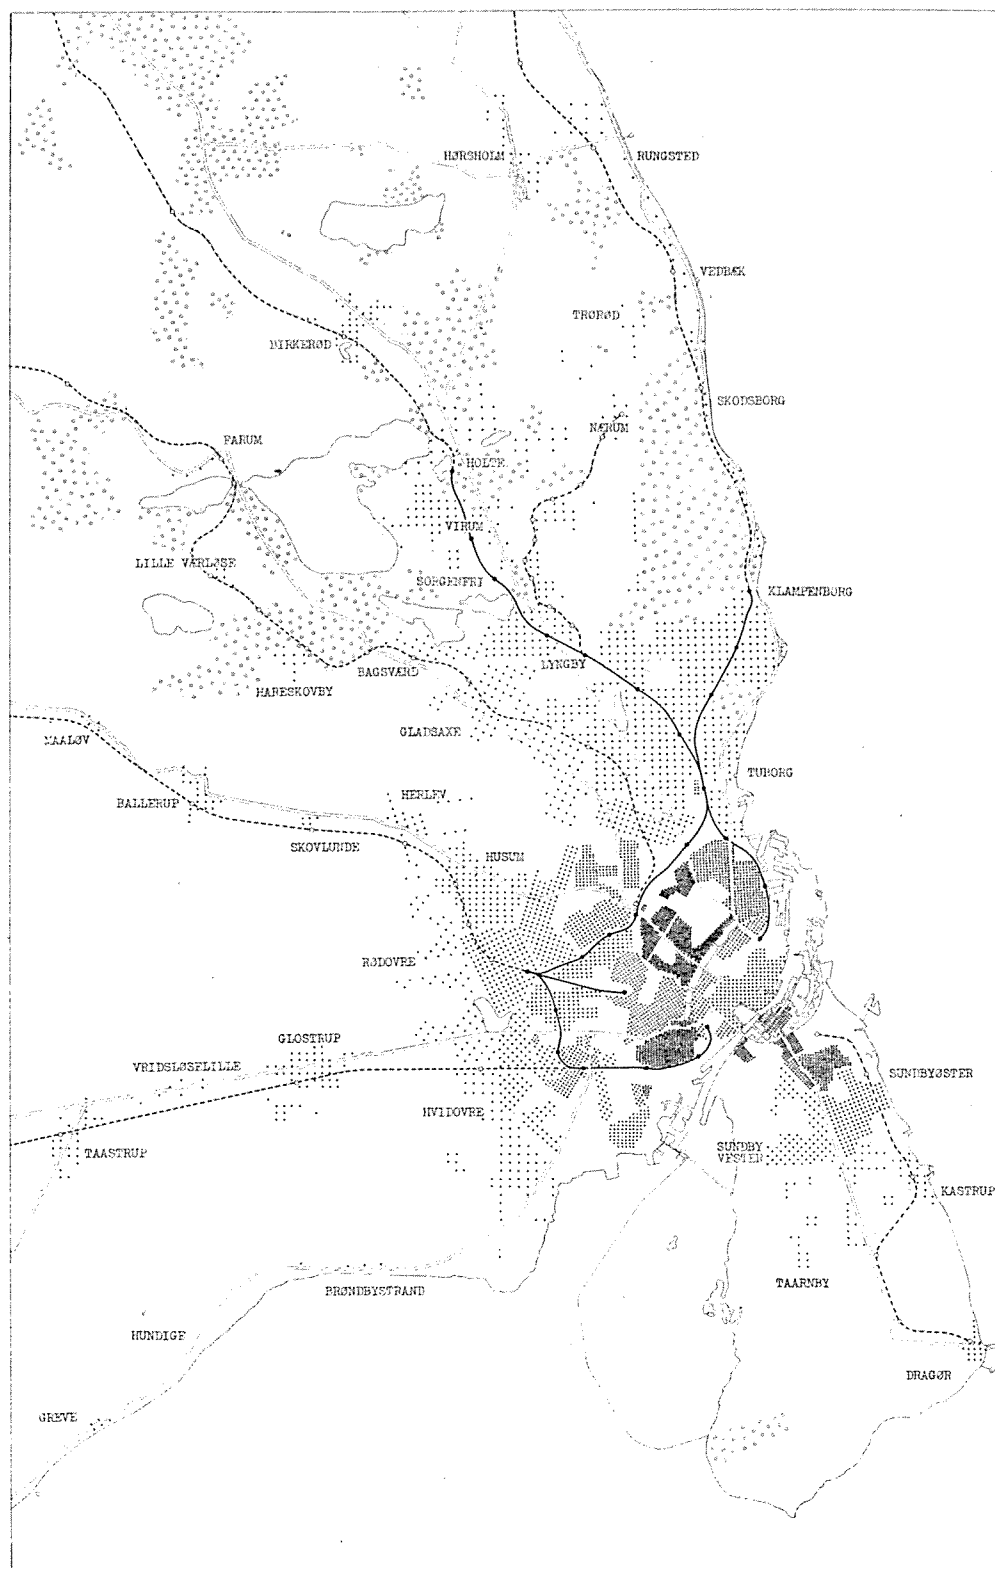 HØRSHOLM
RUNGSTED
VEDBÆK
TRØRØD
BIRKERØD
SKODSBORG
NÆRUM
FARUM
HOLTE
VIRUM
LILLE VÆRLØSE
SORGENFRI
KLAMPENBORG
LYNGBY
BAGSVÆRD
HARESKOVBY
GLADSAXE
MAALØV
TUBORG
HERLEV
BALLERUP
SKOVLUNDE
HUSUM
RØDOVRE
GLOSTRUP
VRIDSLØSELILLE
SUNDBYØSTER
HVIDOVRE
TAASTRUP
SUNDBY
VESTER
KASTRUP
TAARNBY
BRØNDBYSTRAND
HUNDIGE
DRAGØR
GREVE